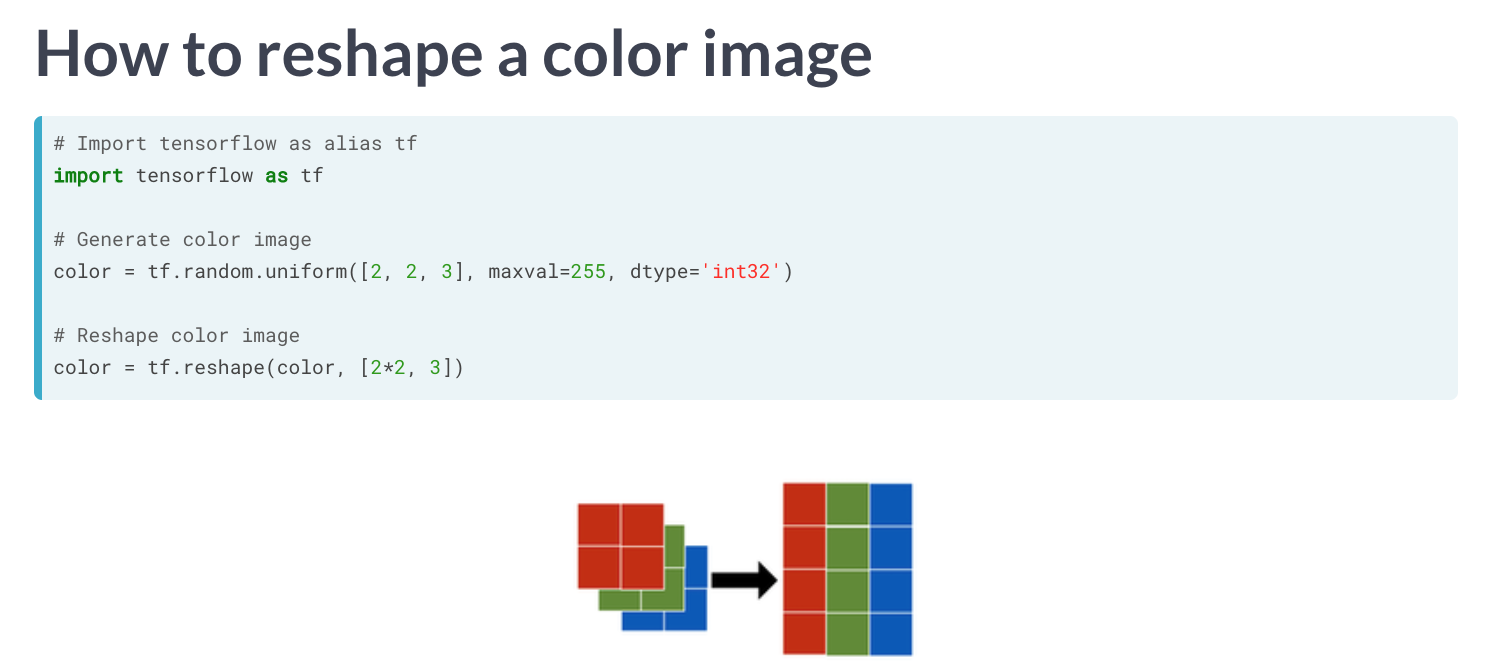 How to reshape a color image
# Import tensorflow as alias tf
import tensorflow as tf
# Generate color image
color = tf.random.uniform([2, 2, 3], maxval=255, dtype='int32')
# Reshape color image
color = tf.reshape(color, [2*2, 3])